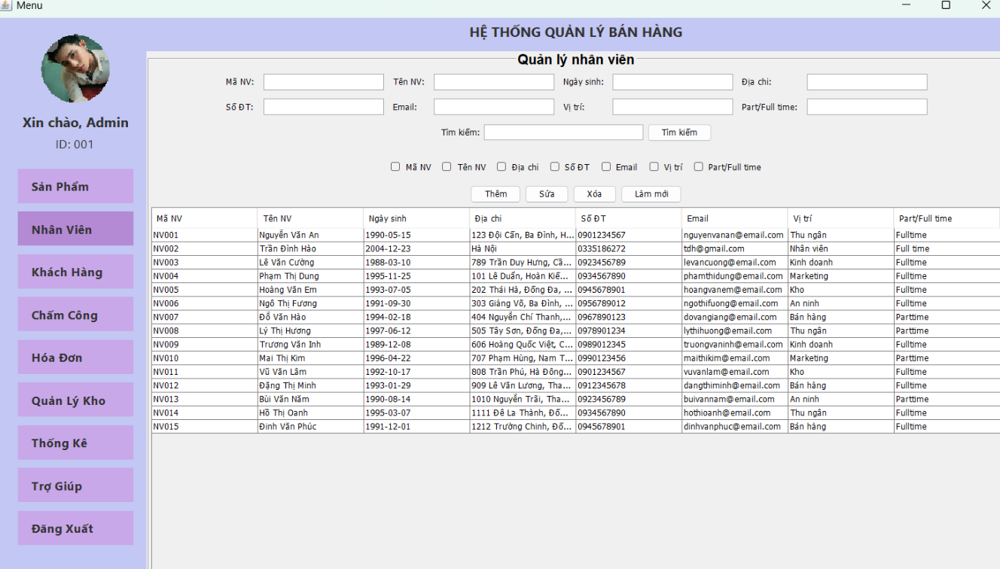 Menu
HỆ THỐNG QUẢN LÝ BÁN HÀNG
Xin chào, Admin
ID: 001
Sản Phẩm
Nhân Viên
Khách Hàng
Chấm Công
Hóa Đơn
Quản Lý Kho
Thống Kê
Trợ Giúp
Đăng Xuất
Quản lý nhân viên
Mã NV: Tên NV: Ngày sinh: Địa chỉ:
Số ĐT: Email: Vị trí: Part/Full time:
Tìm kiếm: Tìm kiếm
Mã NV Tên NV Địa chỉ Số ĐT Email Vị trí Part/Full time
Thêm Sửa Xóa Làm mới
Mã NV Tên NV Ngày sinh Địa chỉ Số ĐT Email Vị trí Part/Full time
NV001 Nguyễn Văn An 1990-05-15 123 Đội Cấn, Ba Đình, H... 0901234567 nguyenvanan@email.com Thu ngân Fulltime
NV002 Trần Đình Hào 2004-12-23 Hà Nội 0335186272 tdh@gmail.com Nhân viên Full time
NV003 Lê Văn Cường 1988-03-10 789 Trần Duy Hưng, Cầ... 0923456789 levancuong@email.com Kinh doanh Fulltime
NV004 Phạm Thị Dung 1995-11-25 101 Lê Duẩn, Hoàn Kiế... 0934567890 phamthidung@email.com Marketing Fulltime
NV005 Hoàng Văn Em 1993-07-05 202 Thái Hà, Đống Đa, ... 0945678901 hoangvanem@email.com Kho Fulltime
NV006 Ngô Thị Fương 1991-09-30 303 Giảng Võ, Ba Đình, ... 0956789012 ngothifuong@email.com An ninh Fulltime
NV007 Đỗ Văn Hào 1994-02-18 404 Nguyễn Chí Thanh,... 0967890123 dovangiang@email.com Bán hàng Parttime
NV008 Lý Thị Hương 1997-06-12 505 Tây Sơn, Đống Đa,... 0978901234 lythihuong@email.com Thu ngân Parttime
NV009 Trương Văn Inh 1989-12-08 606 Hoàng Quốc Việt, C... 0989012345 truongvaninh@email.com Kinh doanh Fulltime
NV010 Mai Thị Kim 1996-04-22 707 Phạm Hùng, Nam T... 0990123456 maithikim@email.com Marketing Parttime
NV011 Vũ Văn Lâm 1992-10-17 808 Trần Phú, Hà Đông... 0901234567 vuvanlam@email.com Kho Fulltime
NV012 Đặng Thị Minh 1993-01-29 909 Lê Văn Lương, Tha... 0912345678 dangthiminh@email.com Bán hàng Fulltime
NV013 Bùi Văn Năm 1990-08-14 1010 Nguyễn Trãi, Tha... 0923456789 buivannam@email.com An ninh Parttime
NV014 Hồ Thị Oanh 1995-03-07 1111 Đê La Thành, Đố... 0934567890 hothioanh@email.com Thu ngân Fulltime
NV015 Đinh Văn Phúc 1991-12-01 1212 Trường Chinh, Đố... 0945678901 dinhvanphuc@email.com Bán hàng Fulltime